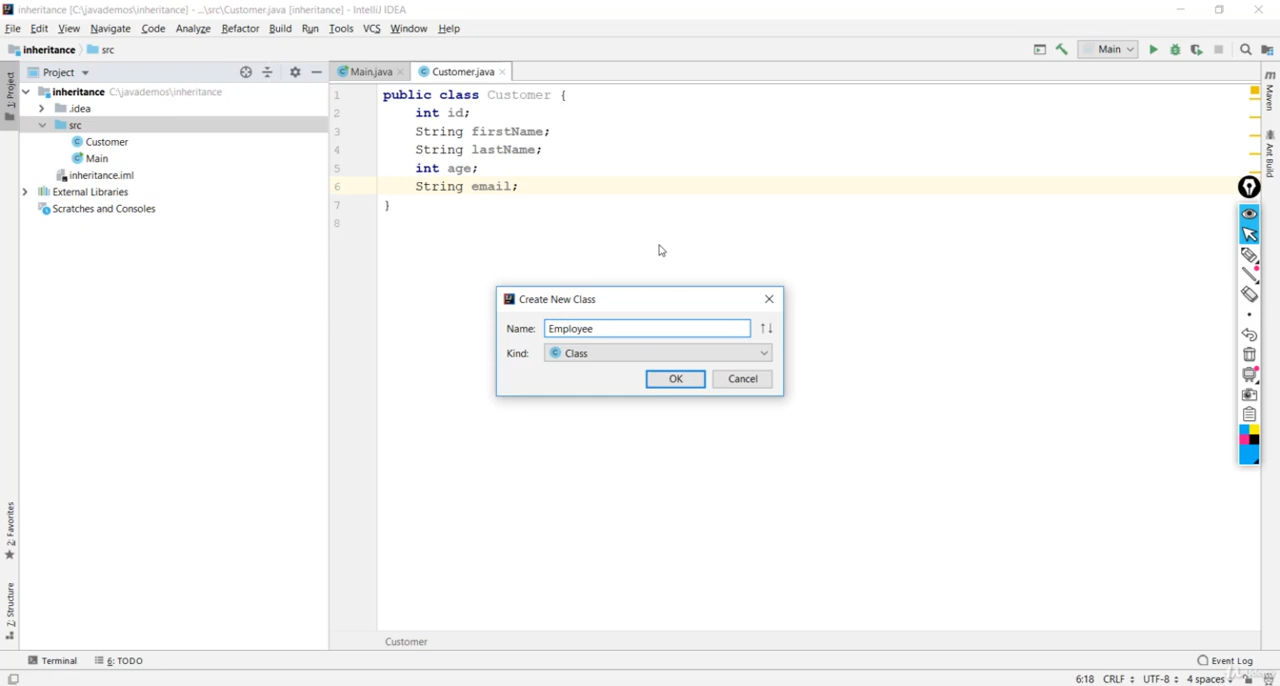 inheritance [C:\javademos\inheritance] - ...\src\Customer.java [inheritance] - IntelliJ IDEA
File Edit View Navigate Code Analyze Refactor Build Run Tools VCS Window Help
inheritance src
Main
Project
Main.java
Customer.java
1: Project
inheritance C:\javademos\inheritance
.idea
src
Customer
Main
inheritance.iml
External Libraries
Scratches and Consoles
1 public class Customer {
2 int id;
3 String firstName;
4 String lastName;
5 int age;
6 String email;
7 }
8
Create New Class
Name: Employee
Kind: Class
OK Cancel
m Maven
Ant Build
2: Favorites
7: Structure
Customer
Terminal 6: TODO
Event Log
6:18 CRLF UTF-8 4 spaces